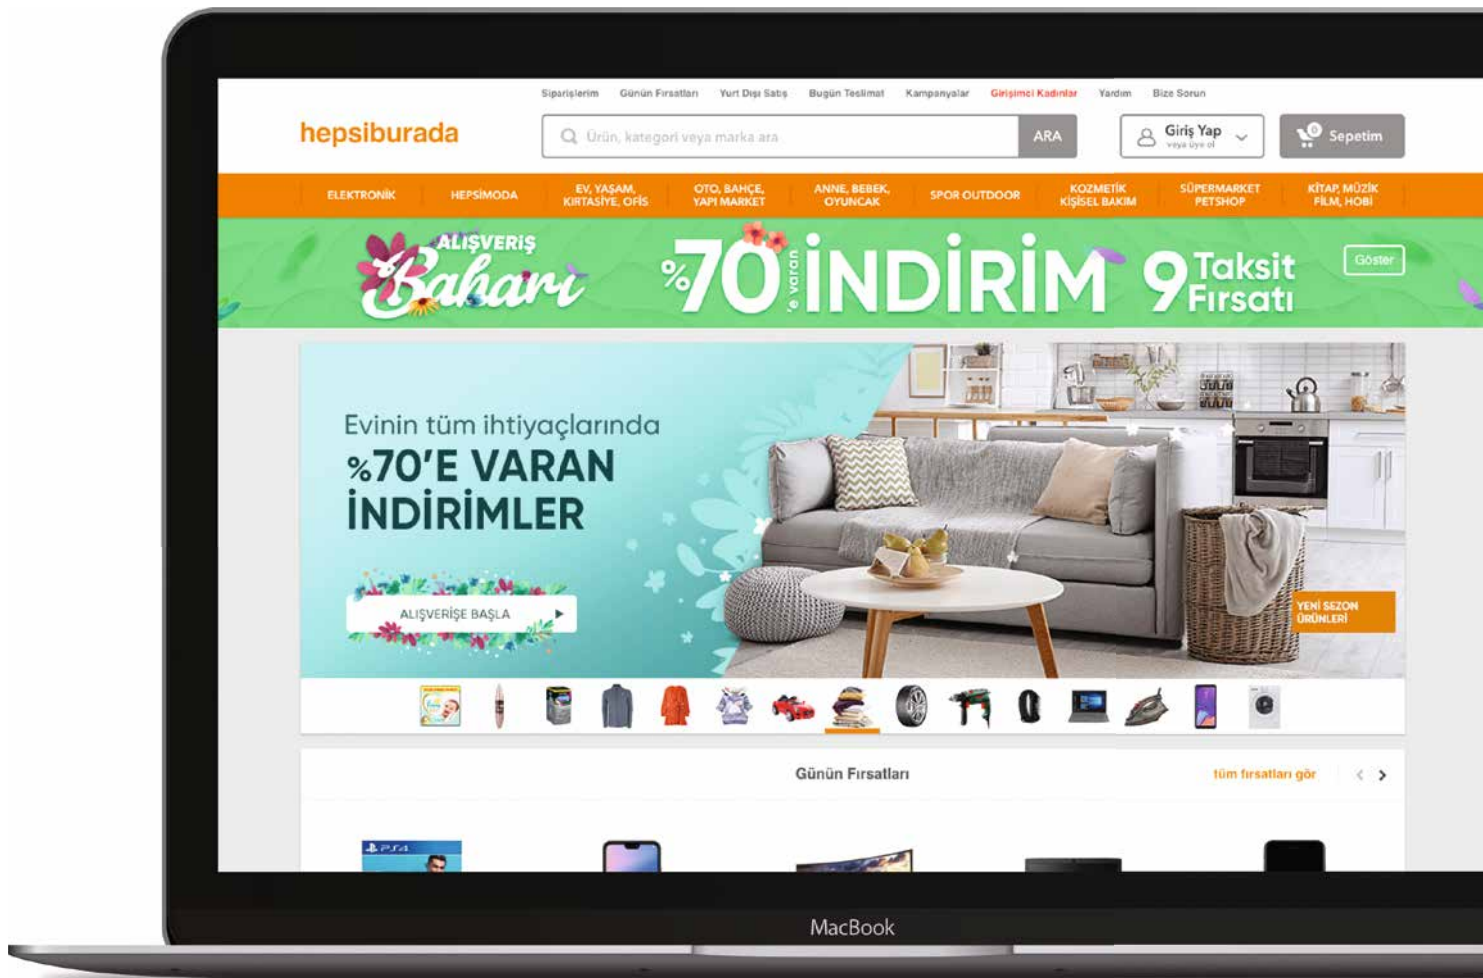 Siparişlerim Günün Fırsatları Yurt Dışı Satış Bugün Teslimat Kampanyalar Girişimci Kadınlar Yardım Bize Sorun
hepsiburada
Ürün, kategori veya marka ara
ARA
Giriş Yap
veya üye ol
0
Sepetim
ELEKTRONİK
HEPSİMODA
EV, YAŞAM,
KIRTASİYE, OFİS
OTO, BAHÇE,
YAPI MARKET
ANNE, BEBEK,
OYUNCAK
SPOR OUTDOOR
KOZMETİK
KİŞİSEL BAKIM
SÜPERMARKET
PETSHOP
KİTAP, MÜZİK
FİLM, HOBİ
ALIŞVERİŞ
Baharı
%70 'e varan İNDİRİM
9 Taksit
Fırsatı
Göster
Evinin tüm ihtiyaçlarında
%70'E VARAN
İNDİRİMLER
ALIŞVERİŞE BAŞLA
YENİ SEZON
ÜRÜNLERİ
Günün Fırsatları
tüm fırsatları gör
PS4
MacBook